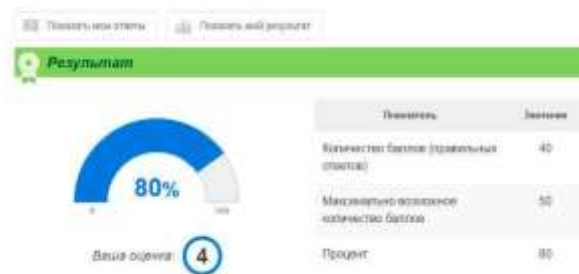 Показать мои ответы
Показать мой результат
Результат
80%
0
100
Ваша оценка: 4
Показатель
Значение
Количество баллов (правильных
ответов)
40
Максимально возможное
количество баллов
50
Процент
80